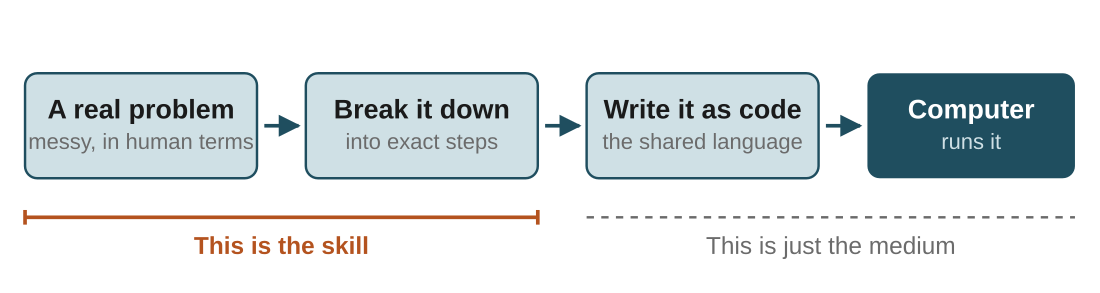 A real problem
messy, in human terms
Break it down
into exact steps
Write it as code
the shared language
Computer
runs it
This is the skill
This is just the medium